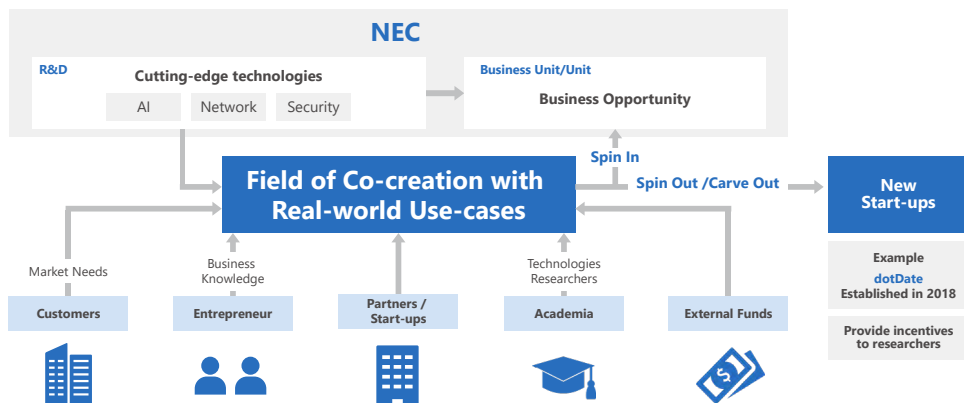 NEC
R&D
Cutting-edge technologies
AI
Network
Security
Business Unit/Unit
Business Opportunity
Spin In
Field of Co-creation with
Real-world Use-cases
Spin Out /Carve Out
New
Start-ups
Market Needs
Business
Knowledge
Technologies
Researchers
Customers
Entrepreneur
Partners /
Start-ups
Academia
External Funds
Example
dotDate
Established in 2018
Provide incentives
to researchers
$